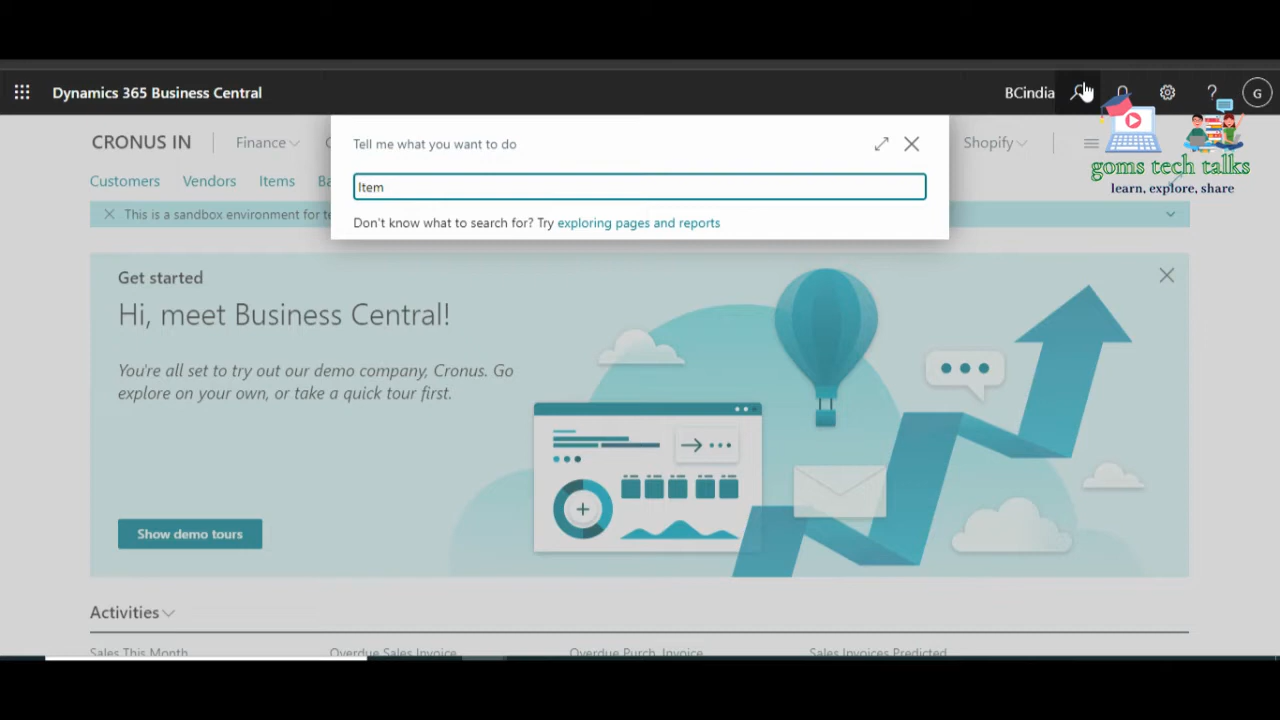 Dynamics 365 Business Central
BCindia
G
CRONUS IN
Finance
Shopify
Tell me what you want to do
Item
Don't know what to search for? Try exploring pages and reports
Customers
Vendors
Items
This is a sandbox environment for
goms tech talks
learn, explore, share
Get started
Hi, meet Business Central!
You're all set to try out our demo company, Cronus. Go
explore on your own, or take a quick tour first.
Show demo tours
Activities
Sales This Month
Overdue Sales Invoice
Overdue Purch. Invoice
Sales Invoices Predicted